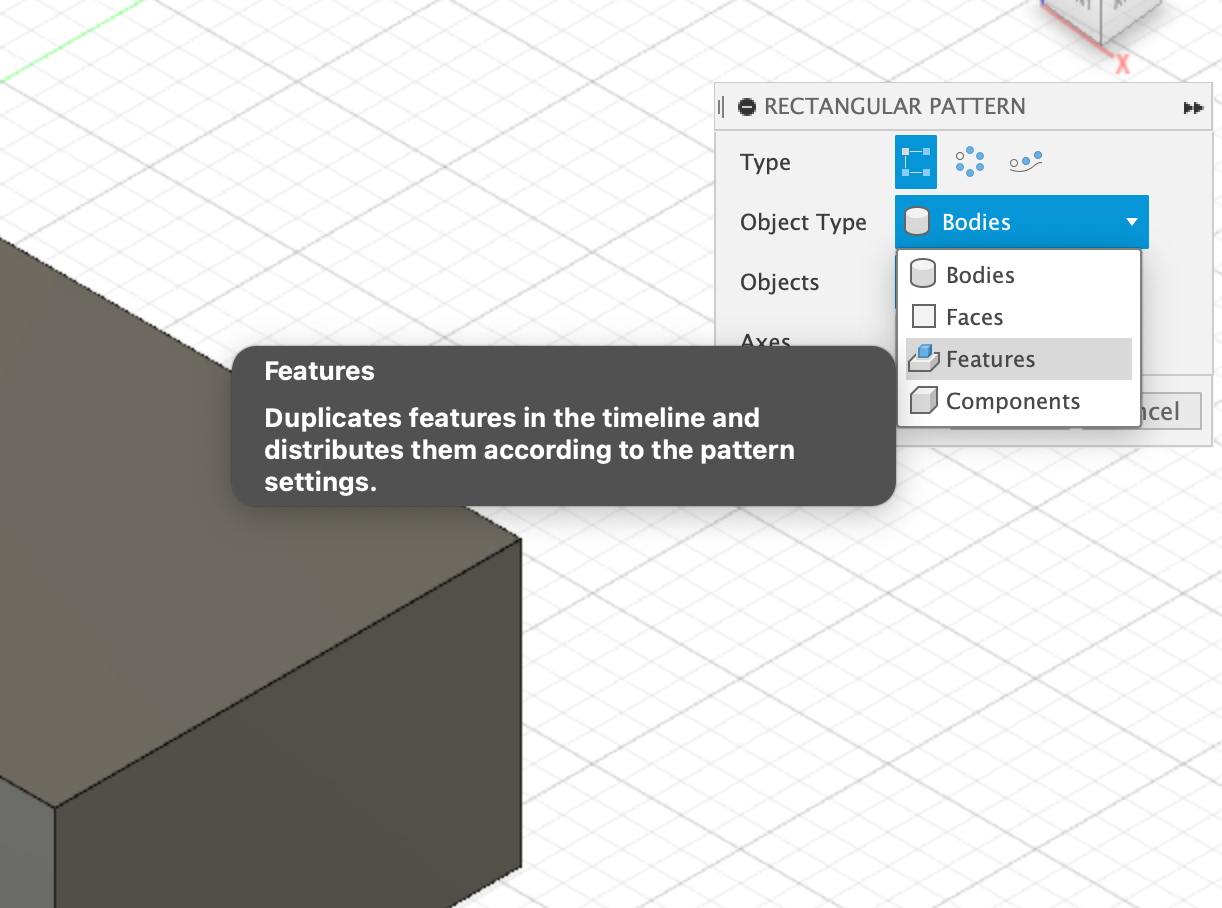 X
RECTANGULAR PATTERN
Type
Object Type
Bodies
Objects
Axes
Bodies
Faces
Features
Components
Features
Duplicates features in the timeline and
distributes them according to the pattern
settings.